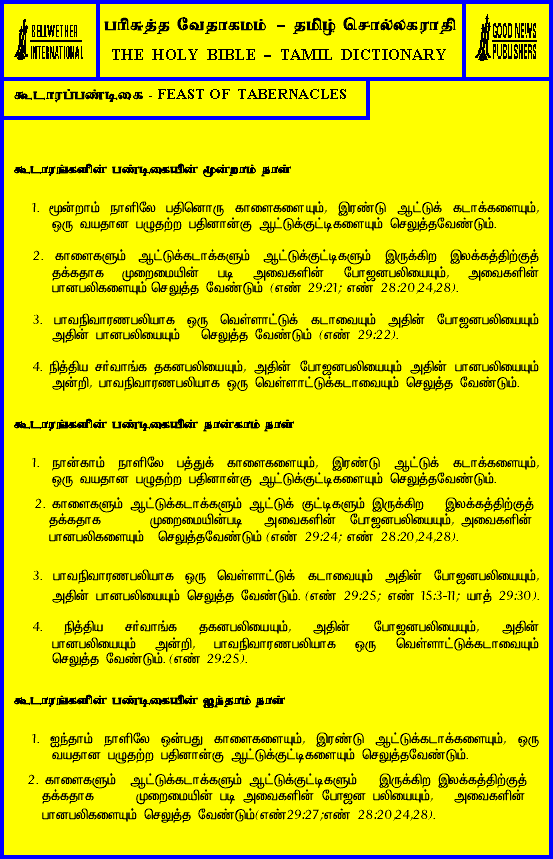 BELLWETHER
INTERNATIONAL
பரிசுத்த வேதாகமம் – தமிழ் சொல்லகராதி
THE HOLY BIBLE – TAMIL DICTIONARY
GOOD NEWS
PUBLISHERS
கூடாரப்பண்டிகை - FEAST OF TABERNACLES
கூடாரங்களின் பண்டிகையின் மூன்றாம் நாள்
1. மூன்றாம் நாளிலே பதினொரு காளைகளையும், இரண்டு ஆட்டுக் கடாக்களையும்,
ஒரு வயதான பழுதற்ற பதினான்கு ஆட்டுக்குட்டிகளையும் செலுத்தவேண்டும்.
2. காளைகளும் ஆட்டுக்கடாக்களும் ஆட்டுக்குட்டிகளும் இருக்கிற இலக்கத்திற்குத்
தக்கதாக முறைமையின் படி அவைகளின் போஜனபலியையும், அவைகளின்
பானபலிகளையும் செலுத்த வேண்டும் (எண் 29:21; எண் 28:20,24,28).
3. பாவநிவாரணபலியாக ஒரு வெள்ளாட்டுக் கடாவையும் அதின் போஜனபலியையும்
அதின் பானபலியையும் செலுத்த வேண்டும் (எண் 29:22).
4. நித்திய சர்வாங்க தகனபலியையும், அதின் போஜனபலியையும் அதின் பானபலியையும்
அன்றி, பாவநிவாரணபலியாக ஒரு வெள்ளாட்டுக்கடாவையும் செலுத்த வேண்டும்.
கூடாரங்களின் பண்டிகையின் நான்காம் நாள்
1. நான்காம் நாளிலே பத்துக் காளைகளையும், இரண்டு ஆட்டுக் கடாக்களையும்,
ஒரு வயதான பழுதற்ற பதினான்கு ஆட்டுக்குட்டிகளையும் செலுத்தவேண்டும்.
2. காளைகளும் ஆட்டுக்கடாக்களும் ஆட்டுக் குட்டிகளும் இருக்கிற இலக்கத்திற்குத்
தக்கதாக முறைமையின்படி அவைகளின் போஜனபலியையும், அவைகளின்
பானபலிகளையும் செலுத்தவேண்டும் (எண் 29:24; எண் 28:20,24,28).
3. பாவநிவாரணபலியாக ஒரு வெள்ளாட்டுக் கடாவையும் அதின் போஜனபலியையும்,
அதின் பானபலியையும் செலுத்த வேண்டும். (எண் 29:25; எண் 15:3-11; யாத் 29:30).
4. நித்திய சர்வாங்க தகனபலியையும், அதின் போஜனபலியையும், அதின்
பானபலியையும் அன்றி, பாவநிவாரணபலியாக ஒரு வெள்ளாட்டுக்கடாவையும்
செலுத்த வேண்டும். (எண் 29:25).
கூடாரங்களின் பண்டிகையின் ஐந்தாம் நாள்
1. ஐந்தாம் நாளிலே ஒன்பது காளைகளையும், இரண்டு ஆட்டுக்கடாக்களையும், ஒரு
வயதான பழுதற்ற பதினான்கு ஆட்டுக்குட்டிகளையும் செலுத்தவேண்டும்.
2. காளைகளும் ஆட்டுக்கடாக்களும் ஆட்டுக்குட்டிகளும் இருக்கிற இலக்கத்திற்குத்
தக்கதாக முறைமையின் படி அவைகளின் போஜன பலியையும், அவைகளின்
பானபலிகளையும் செலுத்த வேண்டும்(எண்29:27;எண் 28:20,24,28).